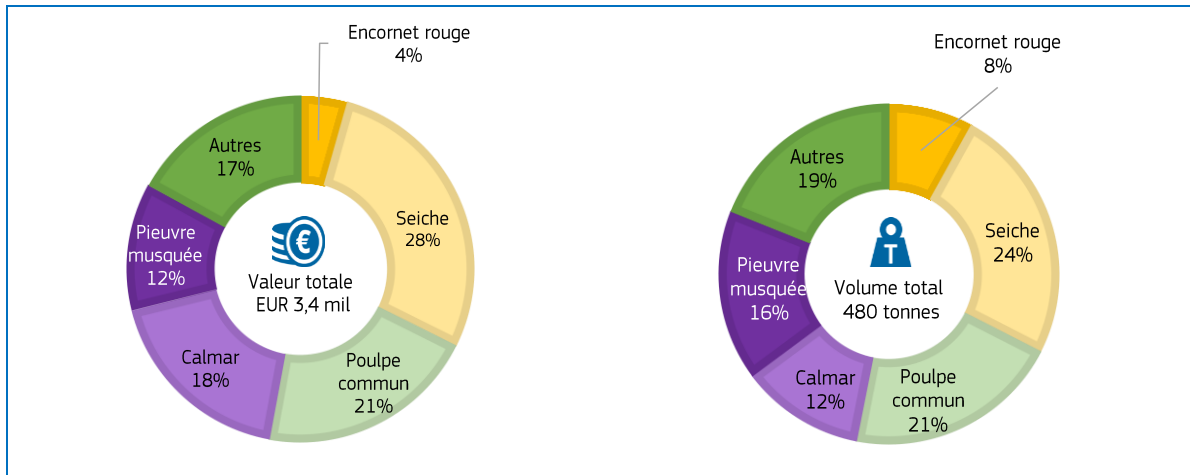 Encornet rouge
4%
Seiche
28%
Poulpe
commun
21%
Calmar
18%
Pieuvre
musquée
12%
Autres
17%
€
Valeur totale
EUR 3,4 mil
Encornet rouge
8%
Seiche
24%
Poulpe
commun
21%
Calmar
12%
Pieuvre
musquée
16%
Autres
19%
T
Volume total
480 tonnes